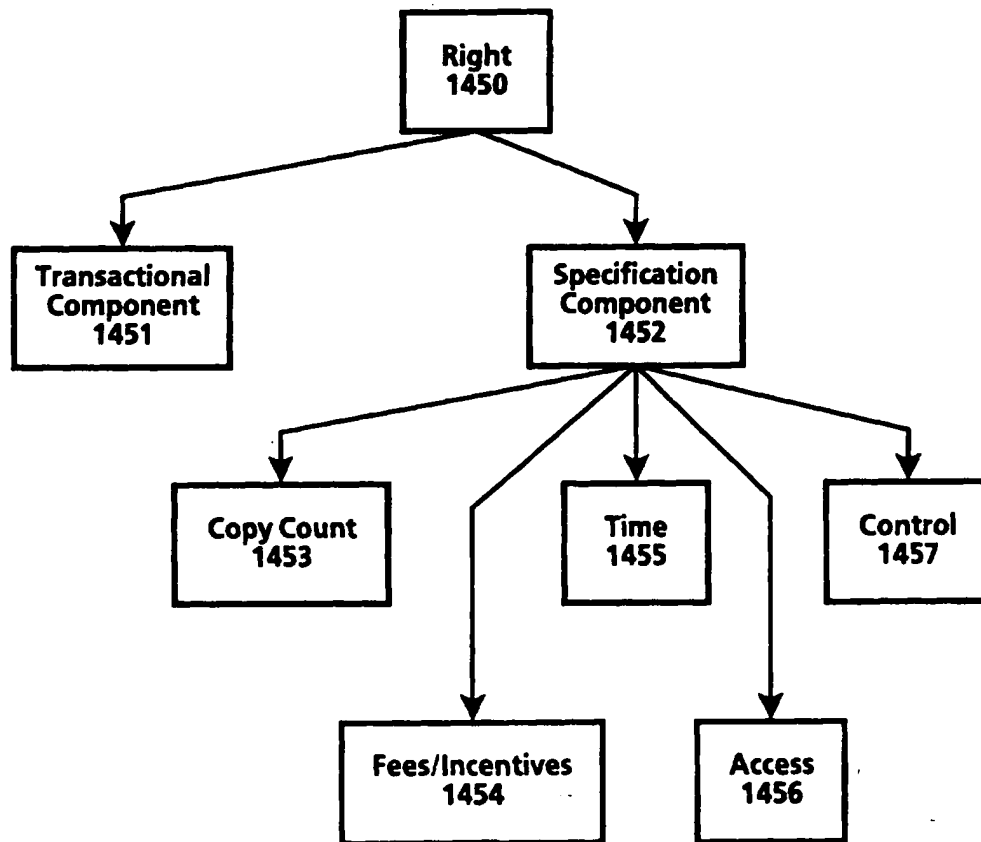 Right
1450
Transactional
Component
1451
Specification
Component
1452
Copy Count
1453
Time
1455
Control
1457
Fees/Incentives
1454
Access
1456